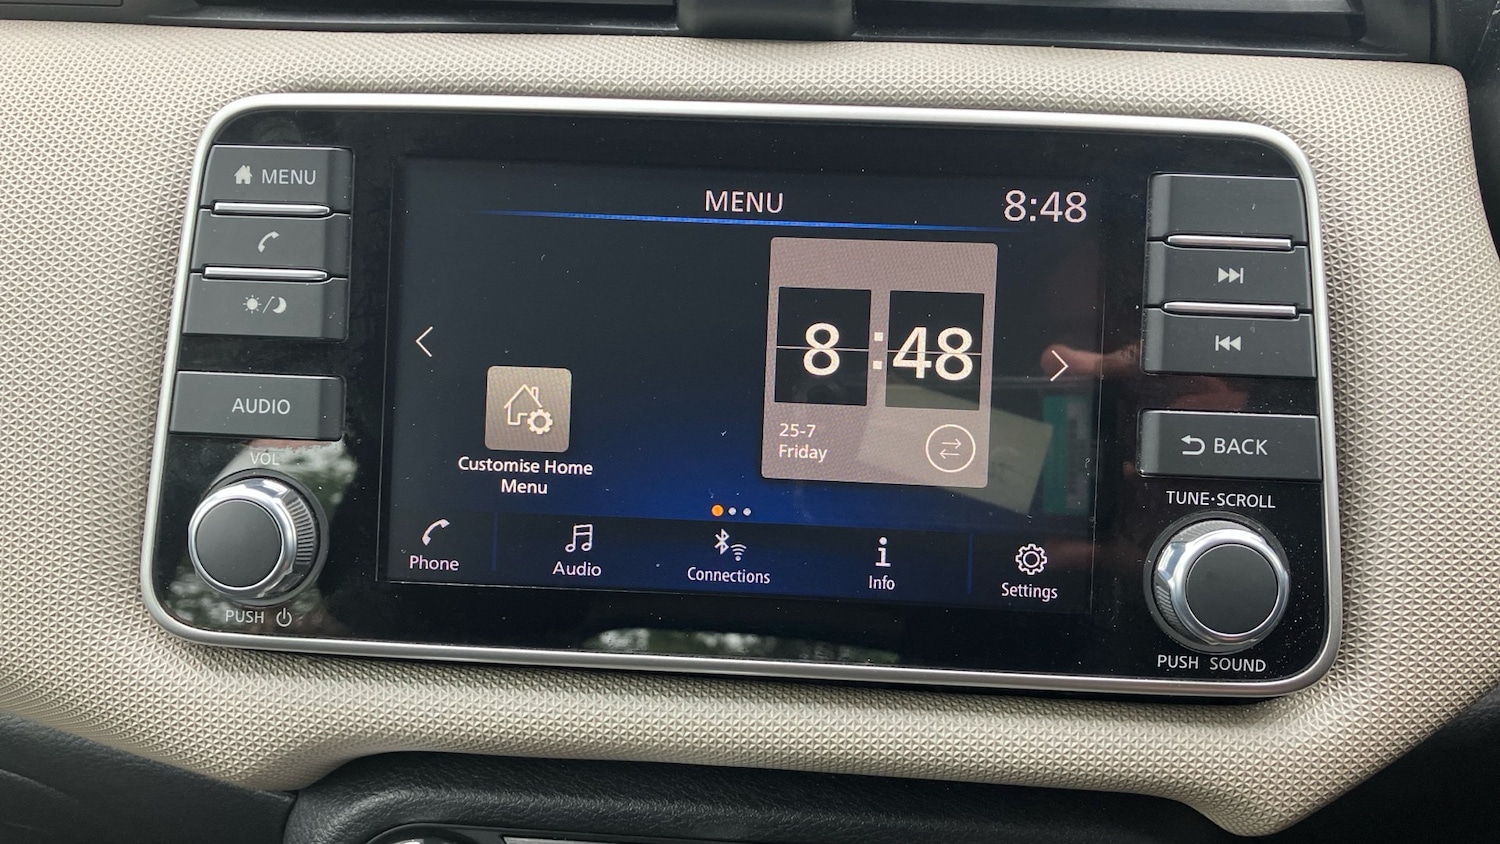 MENU
AUDIO
VOL
PUSH
MENU
8:48
8:48
25-7
Friday
Customise Home
Menu
Phone
Audio
Connections
Info
Settings
BACK
TUNE·SCROLL
PUSH SOUND